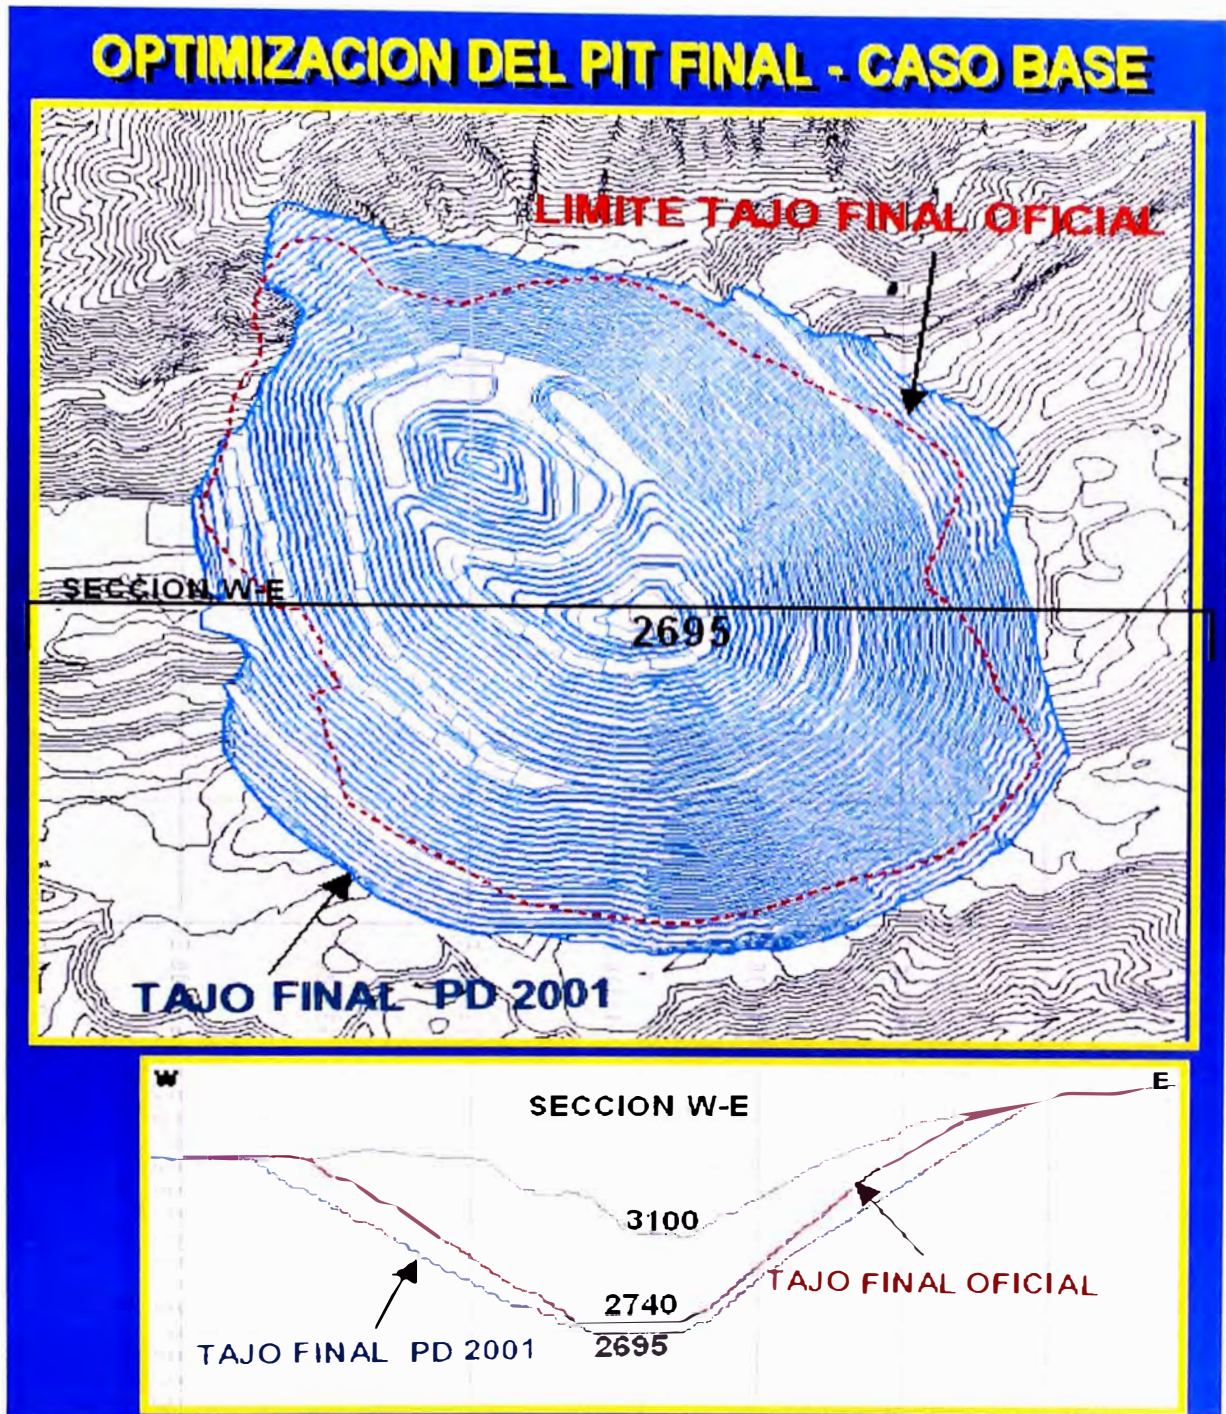 OPTIMIZACION DEL PIT FINAL - CASO BASE
LIMITE TAJO FINAL OFICIAL
SECCION W-E
2695
TAJO FINAL PD 2001
W
E
SECCION W-E
3100
TAJO FINAL OFICIAL
2740
2695
TAJO FINAL PD 2001